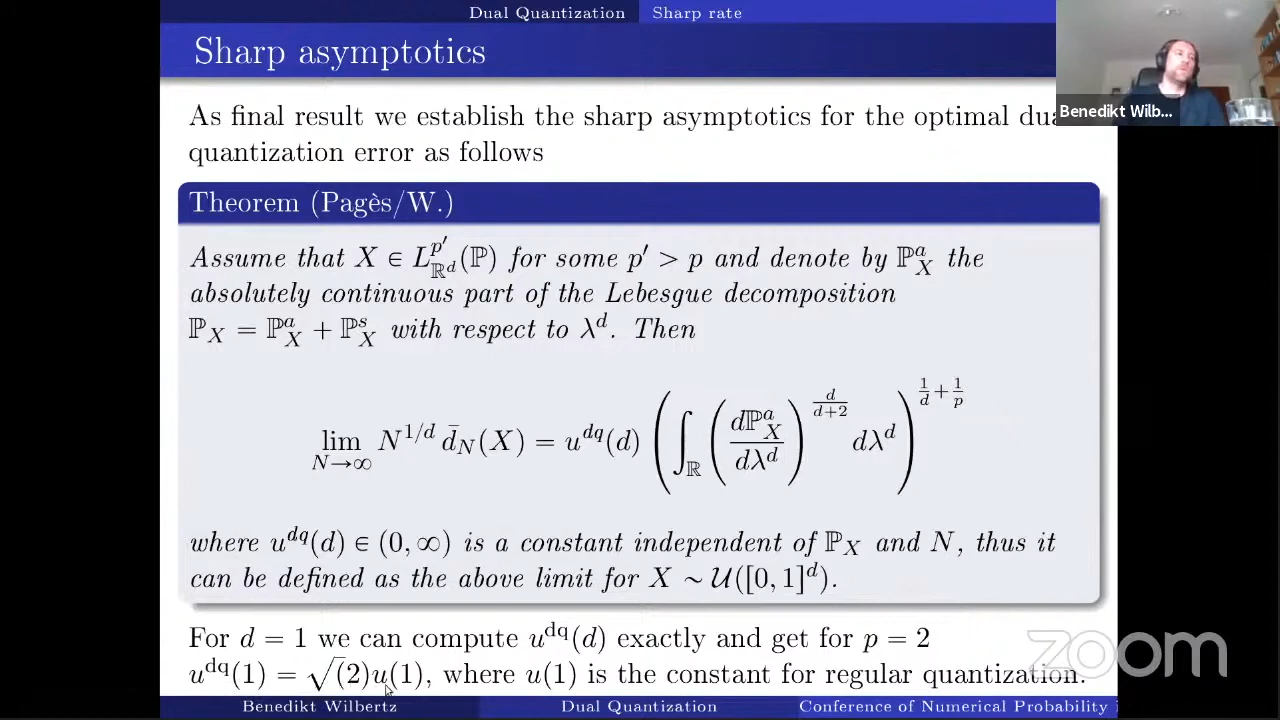 Dual Quantization Sharp rate
Sharp asymptotics
Benedikt Wilb...
As final result we establish the sharp asymptotics for the optimal
quantization error as follows
Theorem (Pagès/W.)
Assume that X ∈ L^{p′}_{ℝ^d}(ℙ) for some p′ > p and denote by ℙ^a_X the
absolutely continuous part of the Lebesgue decomposition
ℙ_X = ℙ^a_X + ℙ^s_X with respect to λ^d. Then
lim_{N→∞} N^{1/d} d̄_N(X) = u^{dq}(d) (∫_ℝ (dℙ^a_X/dλ^d)^{d/(d+2)} dλ^d)^{1/d + 1/p}
where u^{dq}(d) ∈ (0, ∞) is a constant independent of ℙ_X and N, thus it
can be defined as the above limit for X ∼ 𝒰([0, 1]^d).
For d = 1 we can compute u^{dq}(d) exactly and get for p = 2
u^{dq}(1) = √(2)u(1), where u(1) is the constant for regular quantization.
zoom
Benedikt Wilbertz Dual Quantization Conference of Numerical Probability